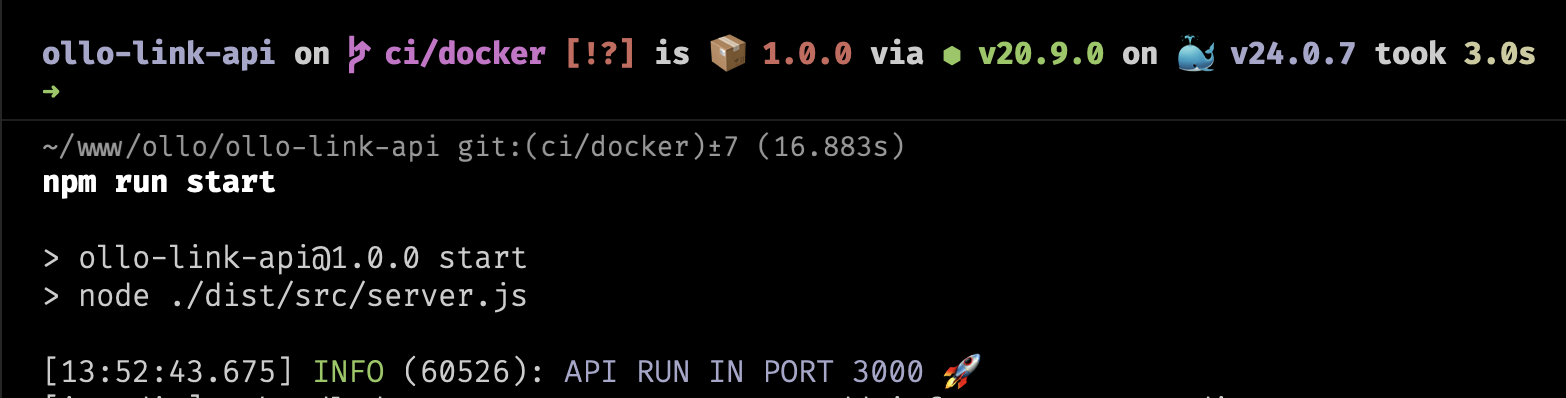 ollo-link-api on ci/docker [!?] is 📦 1.0.0 via ⬢ v20.9.0 on 🐳 v24.0.7 took 3.0s
➜
~/www/ollo/ollo-link-api git:(ci/docker)±7 (16.883s)
npm run start
> ollo-link-api@1.0.0 start
> node ./dist/src/server.js
[13:52:43.675] INFO (60526): API RUN IN PORT 3000 🚀